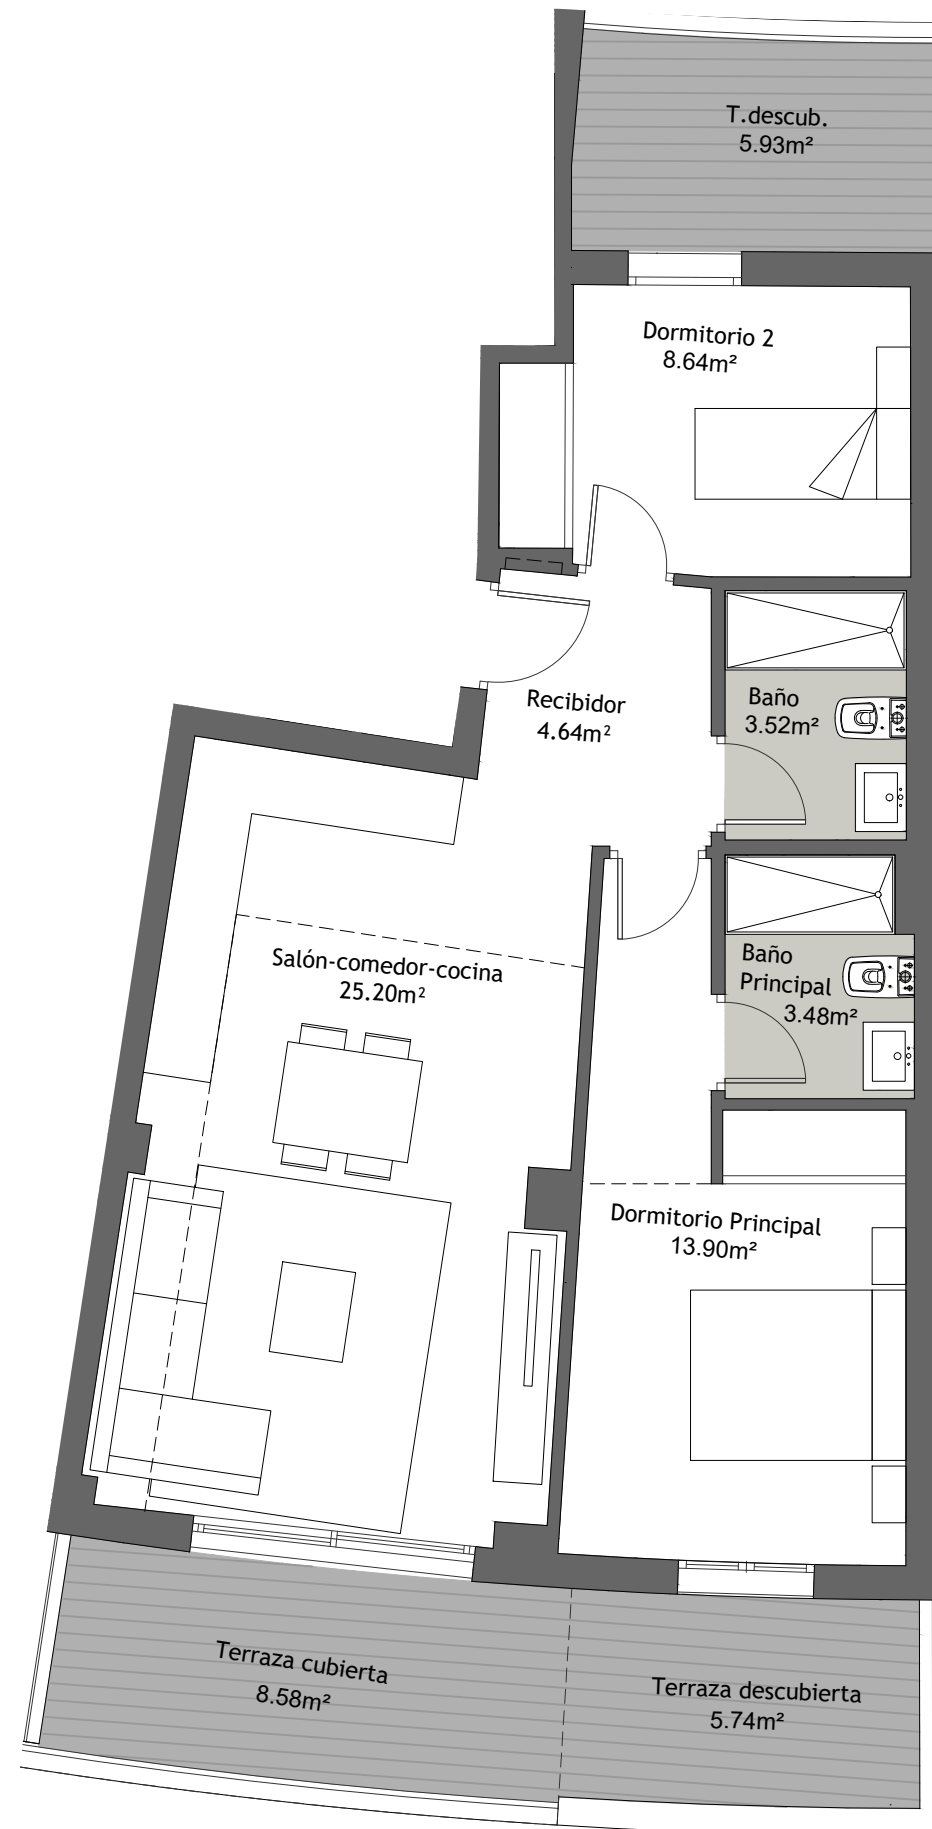 T.descub.
5.93m²
Dormitorio 2
8.64m²
Recibidor
4.64m²
Baño
3.52m²
Salón-comedor-cocina
25.20m²
Baño
Principal
3.48m²
Dormitorio Principal
13.90m²
Terraza cubierta
8.58m²
Terraza descubierta
5.74m²